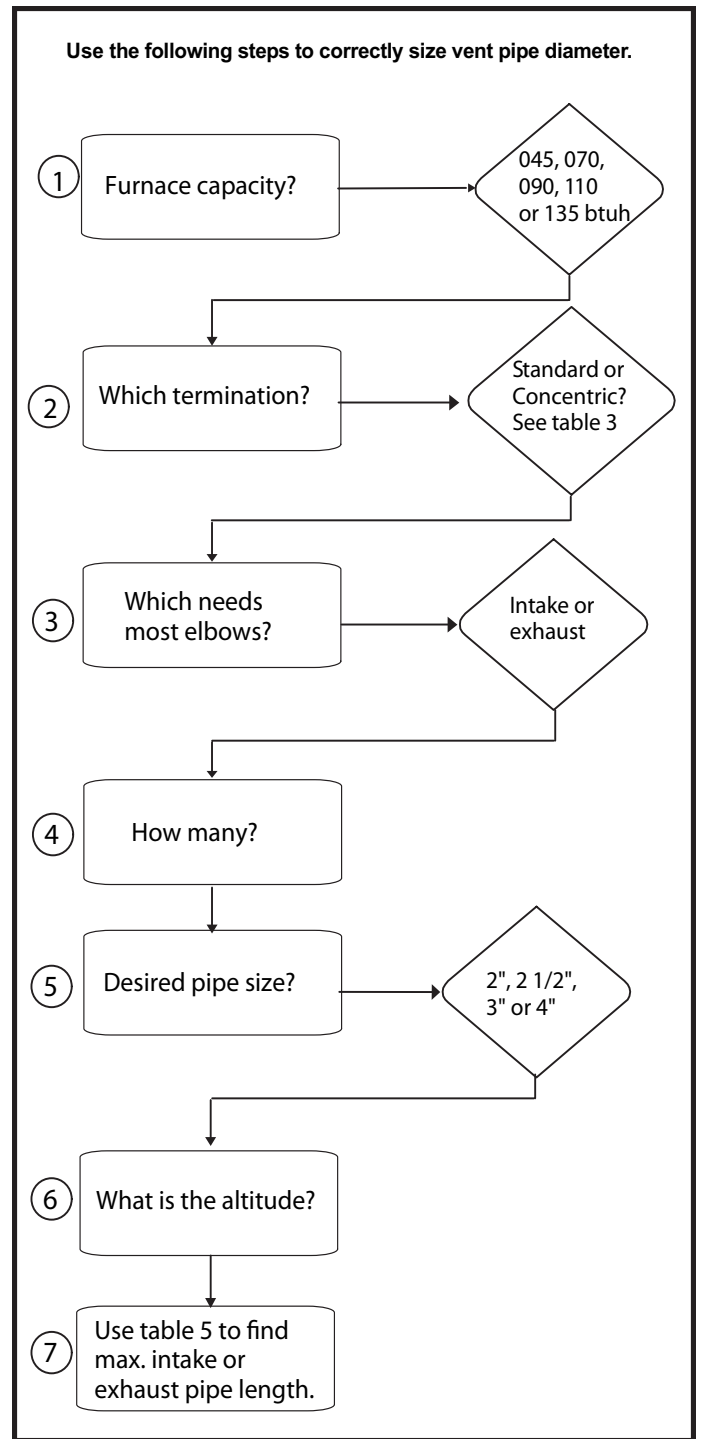 Use the following steps to correctly size vent pipe diameter.
1
Furnace capacity?
045, 070,
090, 110
or 135 btuh
2
Which termination?
Standard or
Concentric?
See table 3
3
Which needs
most elbows?
Intake or
exhaust
4
How many?
5
Desired pipe size?
2", 2 1/2",
3" or 4"
6
What is the altitude?
7
Use table 5 to find
max. intake or
exhaust pipe length.